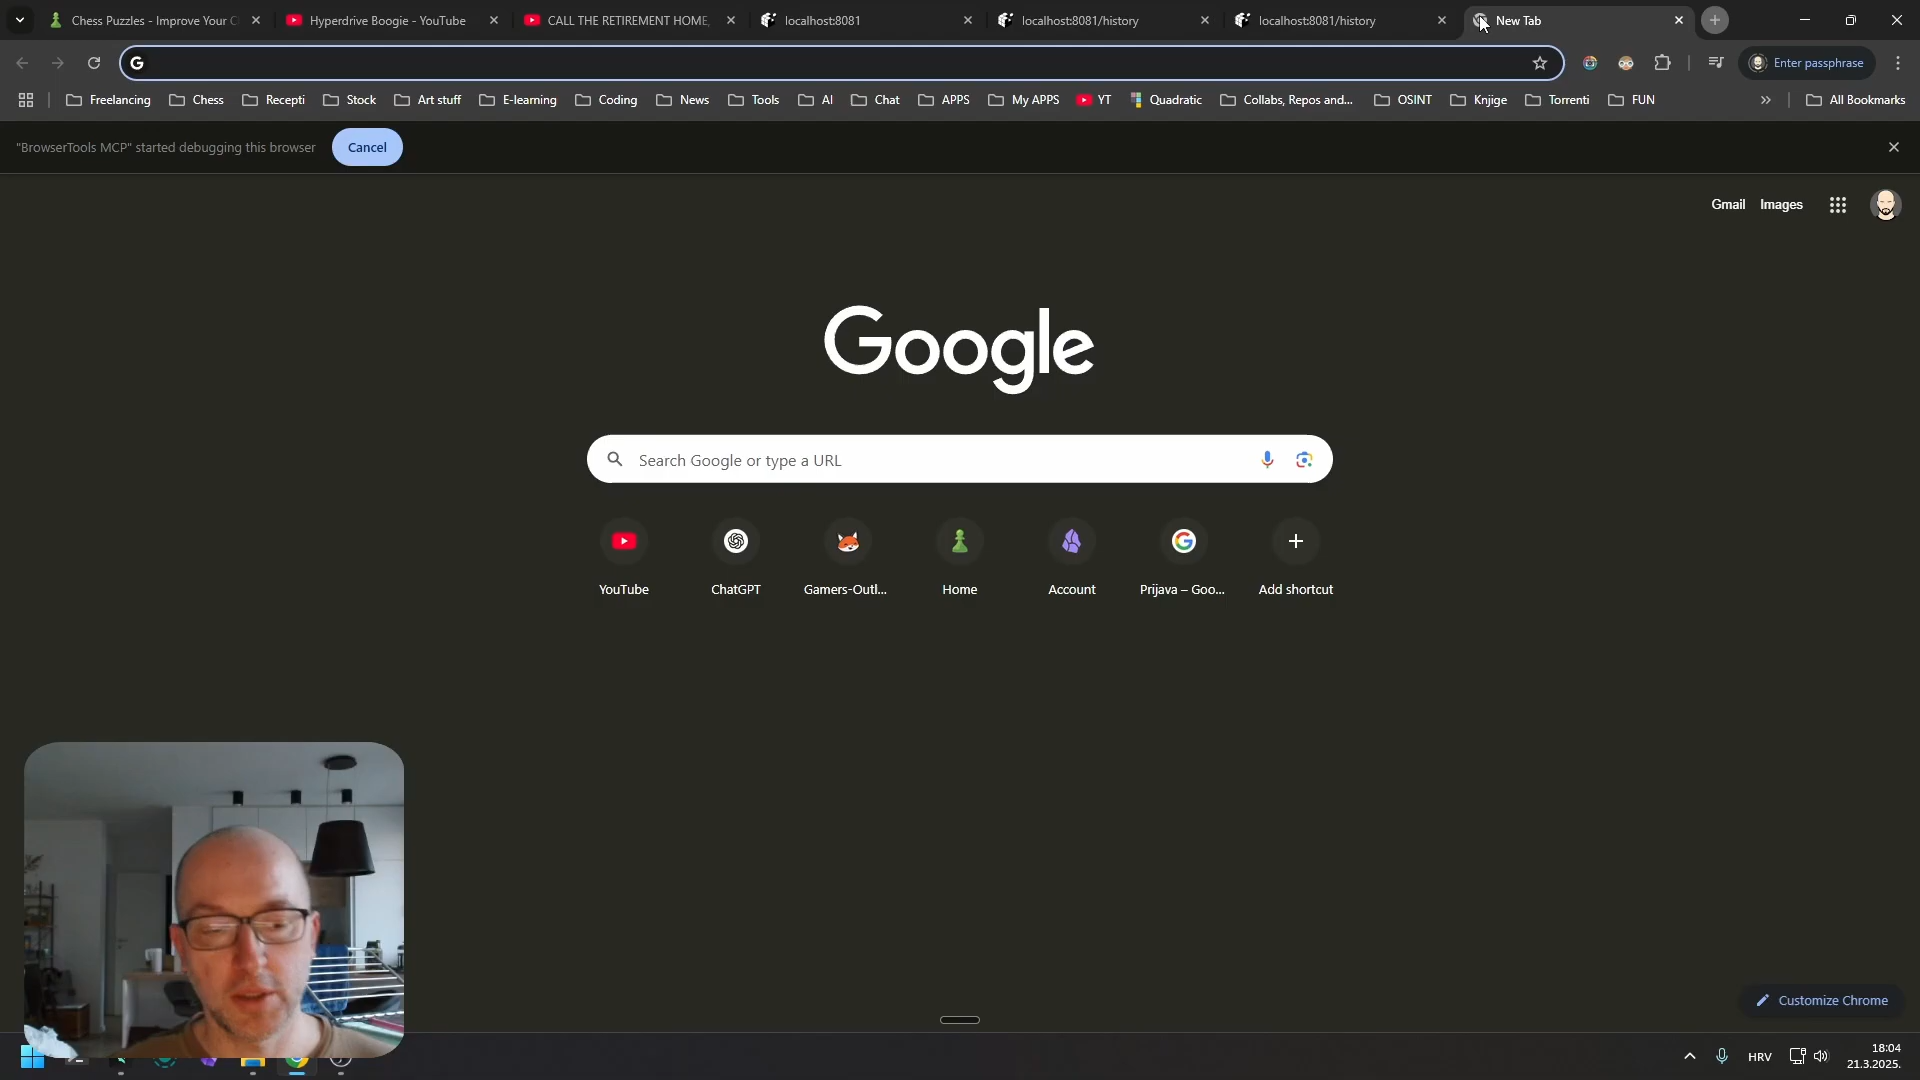 Chess Puzzles - Improve Your C
Hyperdrive Boogie - YouTube
CALL THE RETIREMENT HOME,
localhost:8081
localhost:8081/history
localhost:8081/history
New Tab
Enter passphrase
Freelancing
Chess
Recepti
Stock
Art stuff
E-learning
Coding
News
Tools
AI
Chat
APPS
My APPS
YT
Quadratic
Collabs, Repos and...
OSINT
Knjige
Torrenti
FUN
All Bookmarks
"BrowserTools MCP" started debugging this browser
Cancel
Gmail
Images
Google
Search Google or type a URL
YouTube
ChatGPT
Gamers-Outl...
Home
Account
Prijava – Goo...
Add shortcut
Customize Chrome
HRV
18:04
21.3.2025.